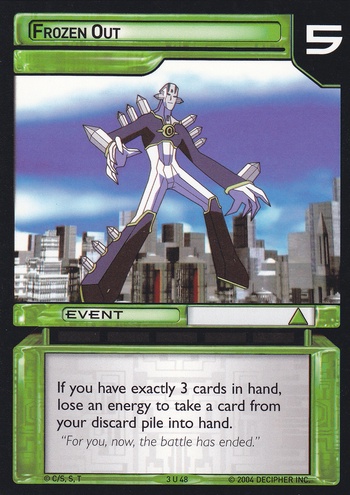 FROZEN OUT
5
EVENT
If you have exactly 3 cards in hand,
lose an energy to take a card from
your discard pile into hand.
"For you, now, the battle has ended."
© C/S, S, T
3 U 48
© 2004 DECIPHER INC.